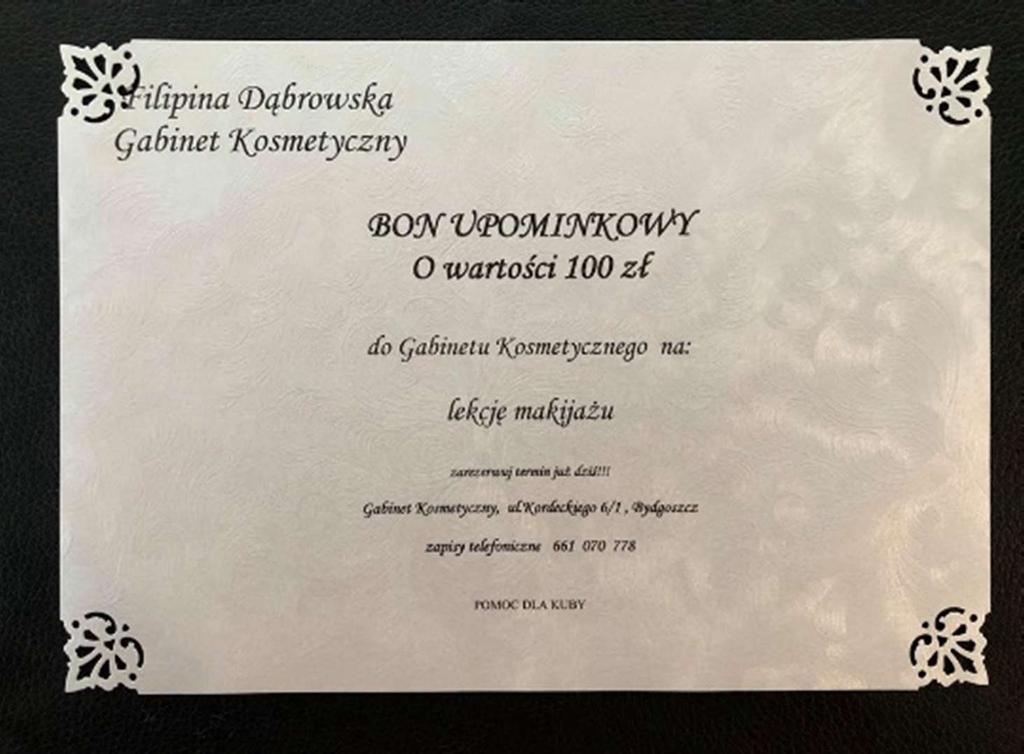 Filipina Dąbrowska
Gabinet Kosmetyczny
BON UPOMINKOWY
O wartości 100 zł
do Gabinetu Kosmetycznego na:
lekcję makijażu
zarezerwuj termin już dziś!!!
Gabinet Kosmetyczny, ul.Kordeckiego 6/1 , Bydgoszcz
zapisy telefoniczne 661 070 778
POMOC DLA KUBY